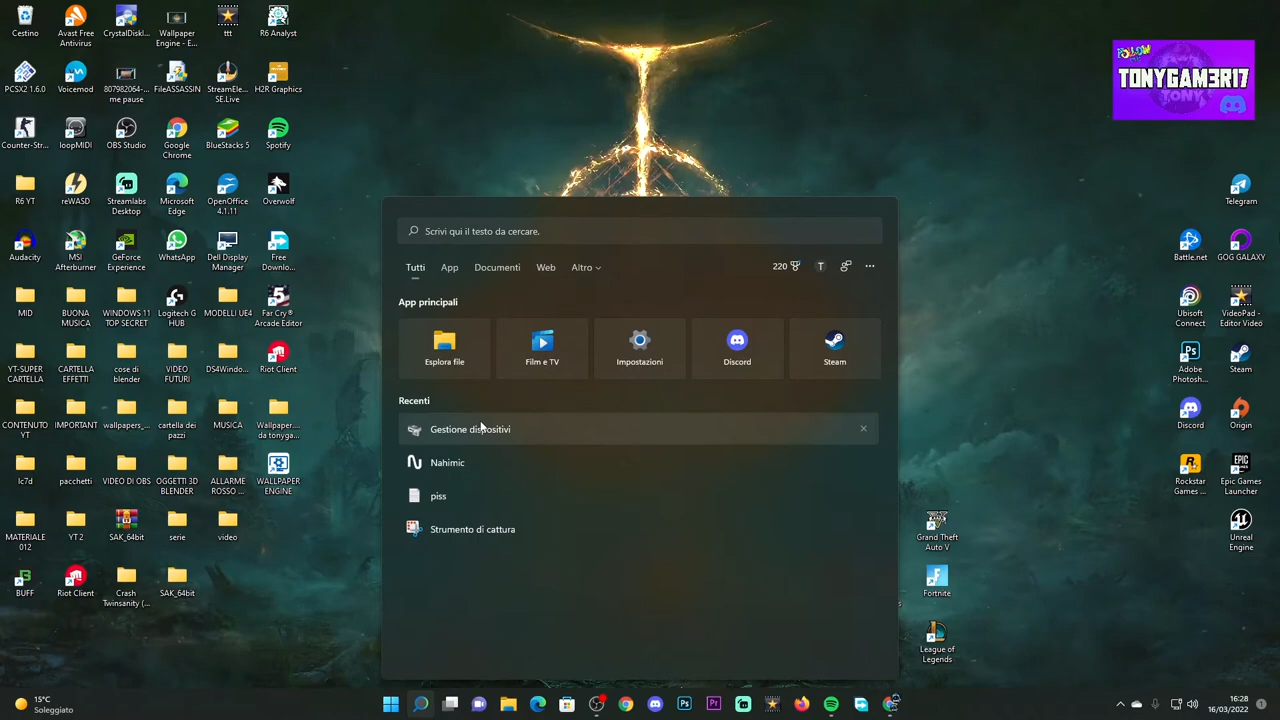 Cestino
Avast Free
Antivirus
CrystalDiskI...
Wallpaper
Engine - E...
ttt
R6 Analyst
FOLLOW
TONYGAM3R17
TONY
PCSX2 1.6.0
Voicemod
807982064-...
me pause
FileASSASSIN
StreamEle...
SE.Live
H2R Graphics
Counter-Str...
loopMIDI
OBS Studio
Google
Chrome
BlueStacks 5
Spotify
R6 YT
reWASD
Streamlabs
Desktop
Microsoft
Edge
OpenOffice
4.1.11
Overwolf
Telegram
Audacity
MSI
Afterburner
GeForce
Experience
WhatsApp
Dell Display
Manager
Free
Downlo...
Battle.net
GOG GALAXY
MID
BUONA
MUSICA
WINDOWS 11
TOP SECRET
Logitech G
HUB
MODELLI UE4
Far Cry®
Arcade Editor
Ubisoft
Connect
VideoPad -
Editor Video
YT-SUPER
CARTELLA
CARTELLA
EFFETTI
cose di
blender
VIDEO
FUTURI
DS4Windo...
Riot Client
Adobe
Photosh...
Steam
CONTENUTO
YT
IMPORTANT
wallpapers_...
cartella dei
pazzi
MUSICA
Wallpaper....
da tonyga...
Discord
Origin
lc7d
pacchetti
VIDEO DI OBS
OGGETTI 3D
BLENDER
ALLARME
ROSSO ...
WALLPAPER
ENGINE
Rockstar
Games ...
Epic Games
Launcher
MATERIALE
012
YT 2
SAK_64bit
serie
video
Grand Theft
Auto V
Unreal
Engine
BUFF
Riot Client
Crash
Twinsanity (...
SAK_64bit
Fortnite
League of
Legends
Scrivi qui il testo da cercare.
Tutti App Documenti Web Altro 220 T ...
App principali
Esplora file Film e TV Impostazioni Discord Steam
Recenti
Gestione dispositivi
Nahimic
piss
Strumento di cattura
15°C
Soleggiato
16:28
16/03/2022